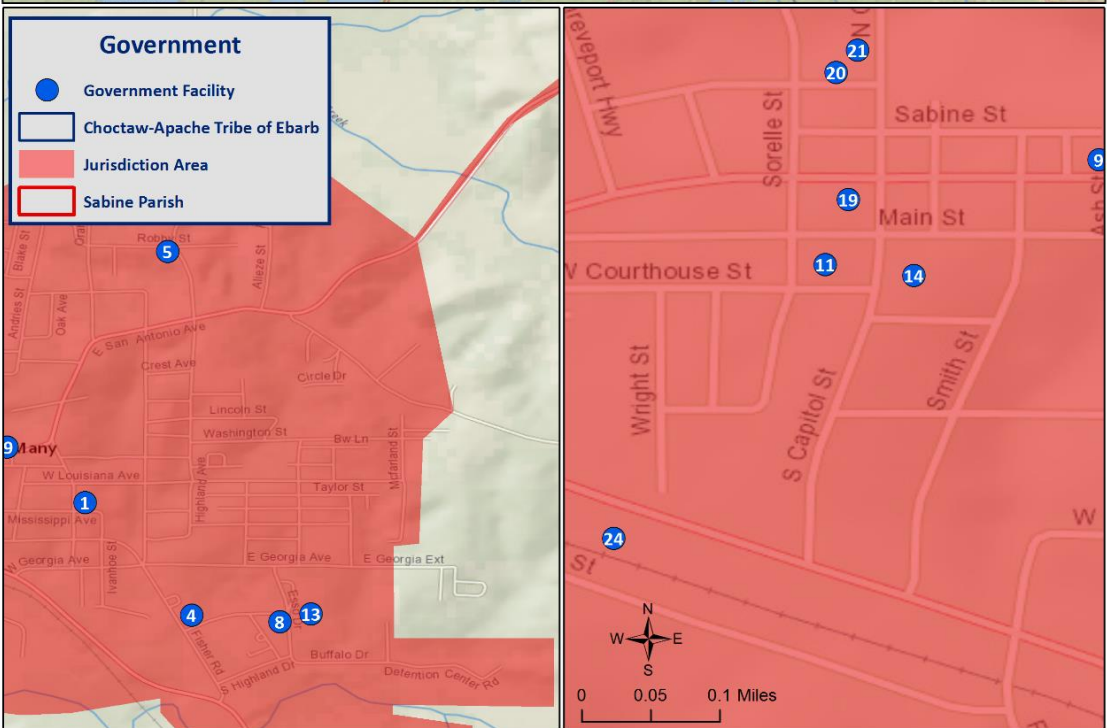 Government
Government Facility
Choctaw-Apache Tribe of Ebarb
Jurisdiction Area
Sabine Parish
Creek
Blake St
Robby St
5
Alieze St
Andries St
Oak Ave
E San Antonio Ave
Crest Ave
Circle Dr
Lincoln St
Washington St
Bw Ln
9
Many
W Louisiana Ave
Highland Ave
Taylor St
Mcfarland St
1
Mississippi Ave
W Georgia Ave
Ivanhoe St
E Georgia Ave
E Georgia Ext
4
8
13
Fisher Rd
Buffalo Dr
S Highland Dr
Detention Center Rd
reveport Hwy
N C
21
20
Sorelle St
Sabine St
9
Ash St
19
Main St
W Courthouse St
11
14
Wright St
S Capitol St
Smith St
24
St
W
N
W E
S
0 0.05 0.1 Miles